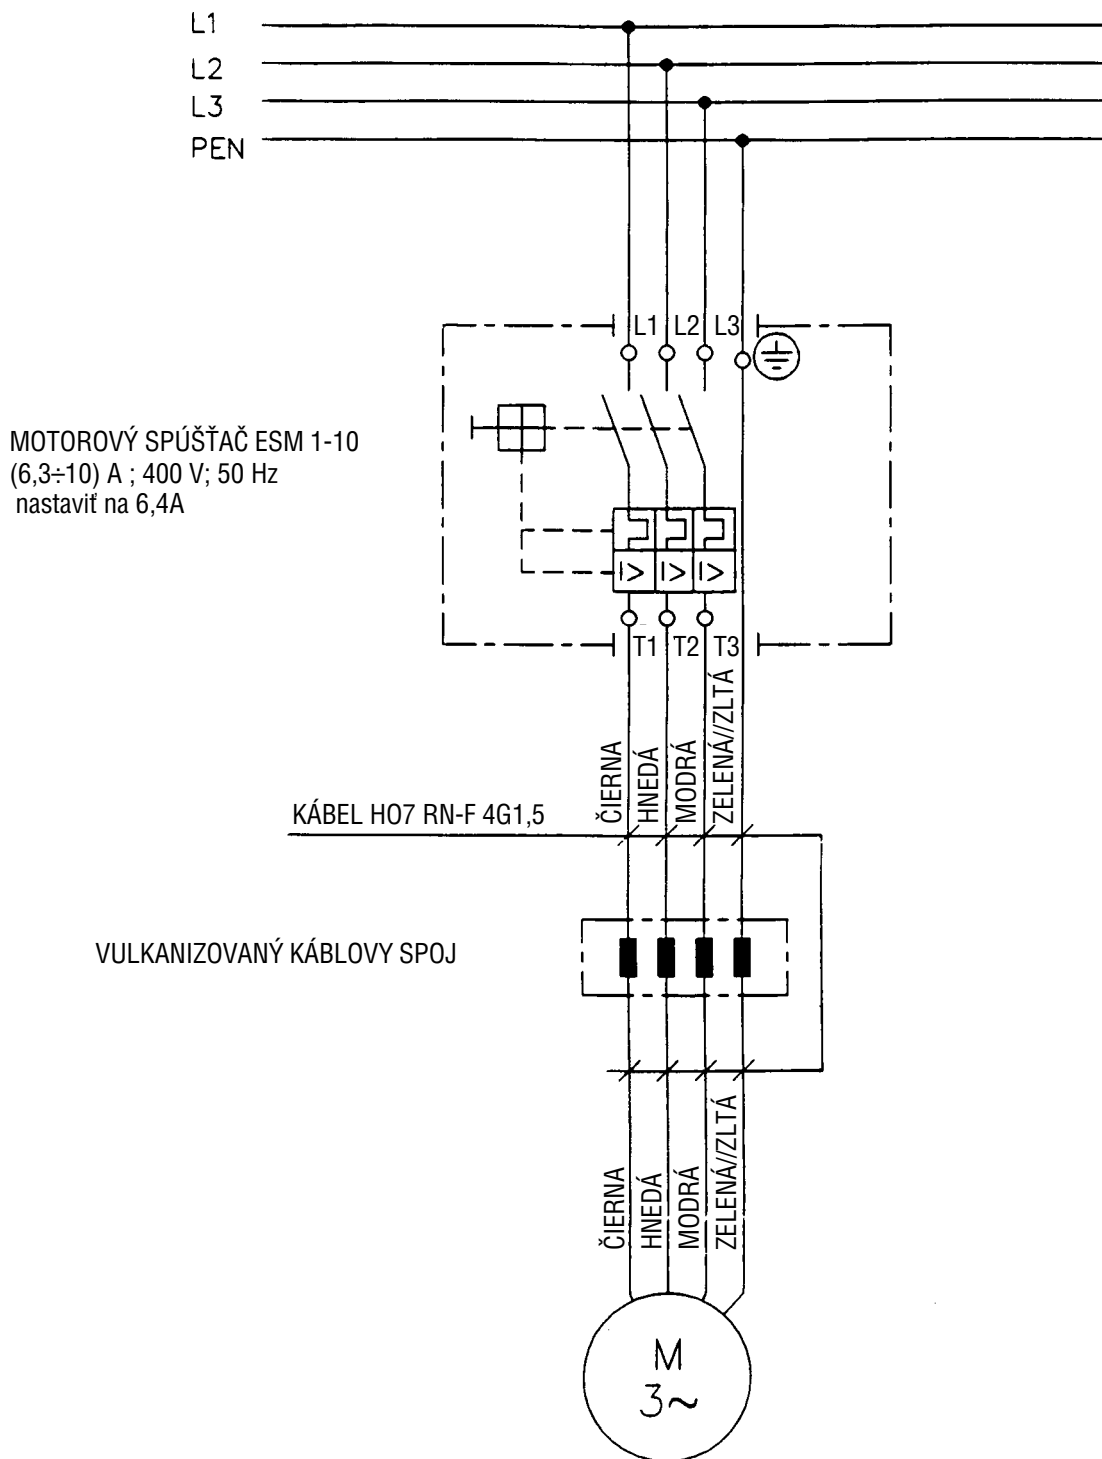 L1
L2
L3
PEN
L1 L2 L3
MOTOROVÝ SPÚŠŤAČ ESM 1-10
(6,3÷10) A ; 400 V; 50 Hz
nastaviť na 6,4A
I> I> I>
T1 T2 T3
ČIERNA
HNEDÁ
MODRÁ
ZELENÁ//ZLTÁ
KÁBEL HO7 RN-F 4G1,5
VULKANIZOVANÝ KÁBLOVY SPOJ
ČIERNA
HNEDÁ
MODRÁ
ZELENÁ//ZLTÁ
M
3~